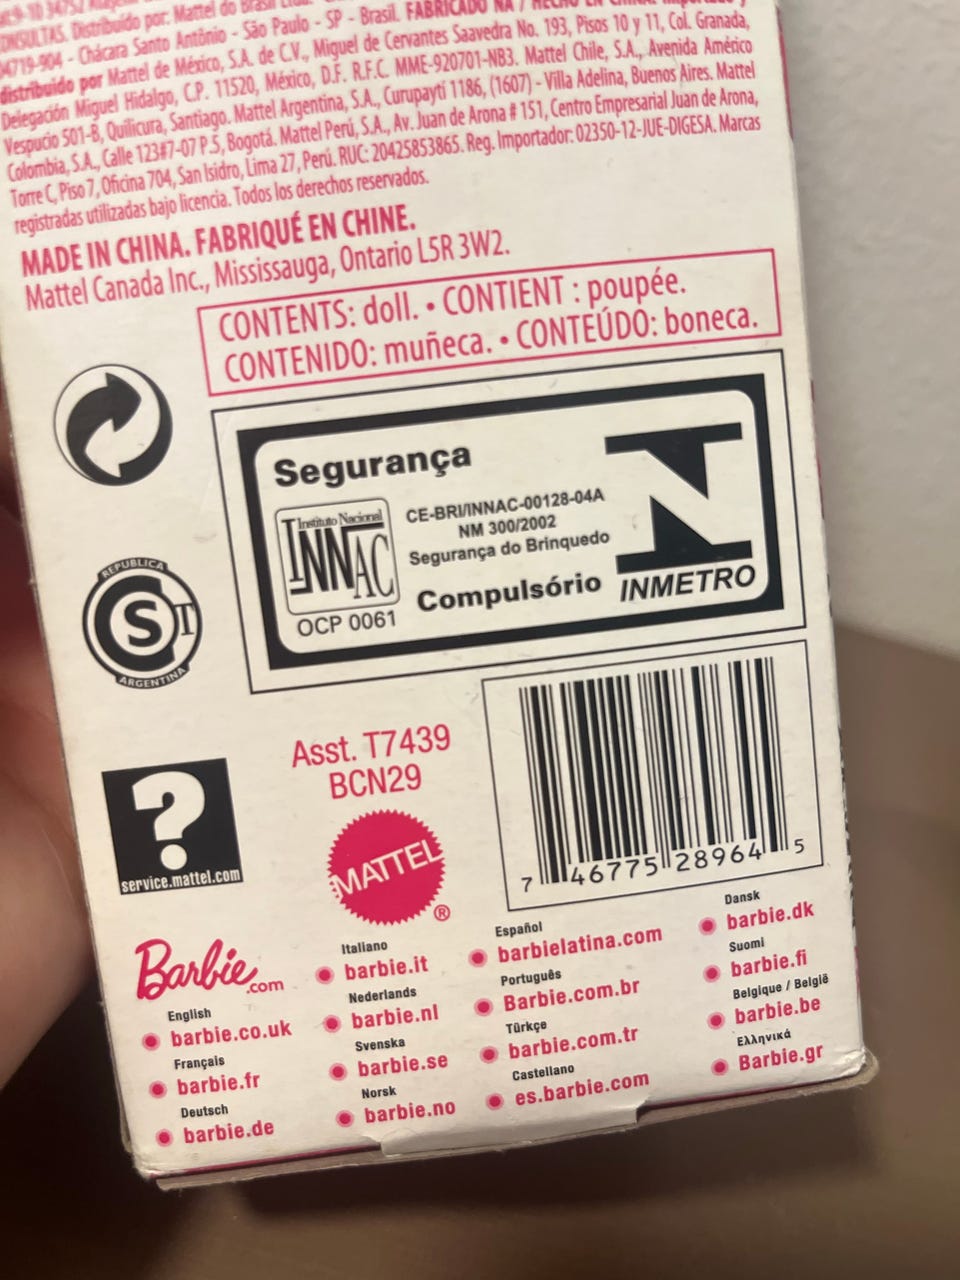 CONSULTAS. Distribuído por: Mattel do Brasil Ltda.
04719-904 - Chácara Santo Antônio - São Paulo - SP - Brasil. FABRICADO NA / HECHO EN CHINA.
distribuido por Mattel de México, S.A. de C.V., Miguel de Cervantes Saavedra No. 193, Pisos 10 y 11, Col. Granada,
Delegación Miguel Hidalgo, C.P. 11520, México, D.F. R.F.C. MME-920701-NB3. Mattel Chile, S.A., Avenida Américo
Vespucio 501-B, Quilicura, Santiago. Mattel Argentina, S.A., Curupaytí 1186, (1607) - Villa Adelina, Buenos Aires. Mattel
Colombia, S.A., Calle 123#7-07 P.5, Bogotá. Mattel Perú, S.A., Av. Juan de Arona # 151, Centro Empresarial Juan de Arona,
Torre C, Piso 7, Oficina 704, San Isidro, Lima 27, Perú. RUC: 20425853865. Reg. Importador: 02350-12-JUE-DIGESA. Marcas
registradas utilizadas bajo licencia. Todos los derechos reservados.
MADE IN CHINA. FABRIQUÉ EN CHINE.
Mattel Canada Inc., Mississauga, Ontario L5R 3W2.
CONTENTS: doll. • CONTIENT : poupée.
CONTENIDO: muñeca. • CONTEÚDO: boneca.
Segurança
Instituto Nacional
INNAC
OCP 0061
CE-BRI/INNAC-00128-04A
NM 300/2002
Segurança do Brinquedo
Compulsório
INMETRO
REPUBLICA
CST
ARGENTINA
Asst. T7439
BCN29
?
service.mattel.com
MATTEL®
7 46775 28964 5
Barbie.com
English
barbie.co.uk
Français
barbie.fr
Deutsch
barbie.de
Italiano
barbie.it
Nederlands
barbie.nl
Svenska
barbie.se
Norsk
barbie.no
Español
barbielatina.com
Português
Barbie.com.br
Türkçe
barbie.com.tr
Castellano
es.barbie.com
Dansk
barbie.dk
Suomi
barbie.fi
Belgique / België
barbie.be
Ελληνικά
Barbie.gr